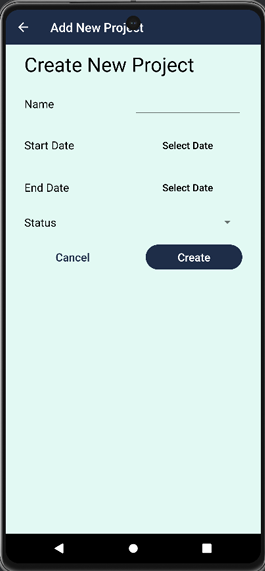 Add New Project
Create New Project
Name
Start Date Select Date
End Date Select Date
Status
Cancel Create